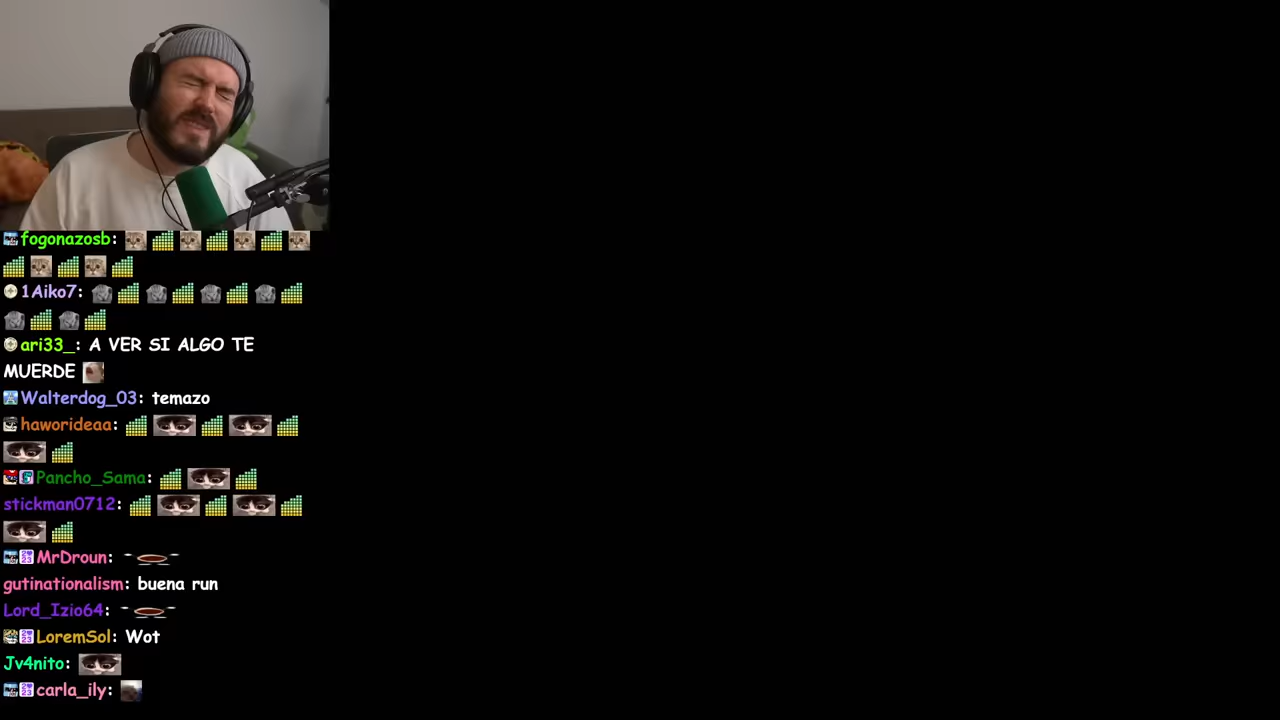 fogonazosb:
1Aiko7:
ari33_: A VER SI ALGO TE
MUERDE
Walterdog_03: temazo
haworideaa:
Pancho_Sama:
stickman0712:
MrDroun:
gutinationalism: buena run
Lord_Izio64:
LoremSol: Wot
Jv4nito:
carla_ily: